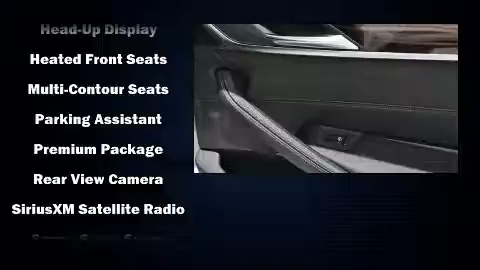 Head-Up Display
Heated Front Seats
Multi-Contour Seats
Parking Assistant
Premium Package
Rear View Camera
SiriusXM Satellite Radio